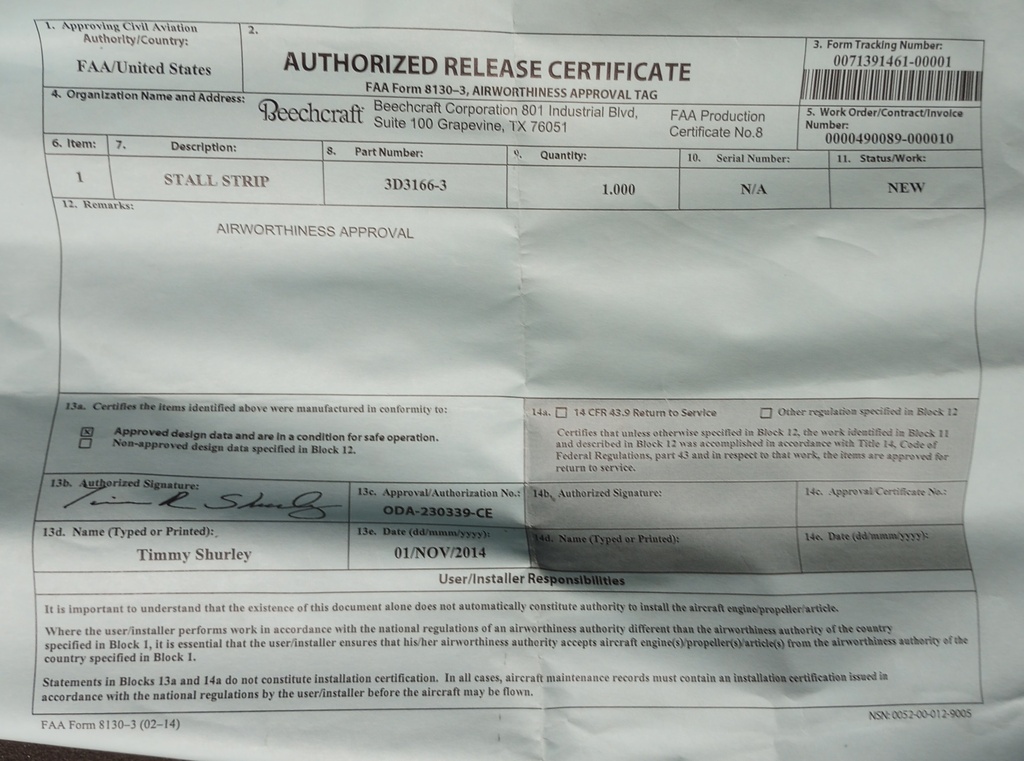 1. Approving Civil Aviation
Authority/Country:
FAA/United States
2.
AUTHORIZED RELEASE CERTIFICATE
FAA Form 8130–3, AIRWORTHINESS APPROVAL TAG
3. Form Tracking Number:
0071391461-00001
4. Organization Name and Address:
Beechcraft
Beechcraft Corporation 801 Industrial Blvd,
Suite 100 Grapevine, TX 76051
FAA Production
Certificate No.8
5. Work Order/Contract/Invoice
Number:
0000490089-000010
6. Item:
7. Description:
8. Part Number:
9. Quantity:
10. Serial Number:
11. Status/Work:
1
STALL STRIP
3D3166-3
1.000
N/A
NEW
12. Remarks:
AIRWORTHINESS APPROVAL
13a. Certifies the items identified above were manufactured in conformity to:
Approved design data and are in a condition for safe operation.
Non-approved design data specified in Block 12.
14a. 14 CFR 43.9 Return to Service
Other regulation specified in Block 12
Certifies that unless otherwise specified in Block 12, the work identified in Block 11
and described in Block 12 was accomplished in accordance with Title 14, Code of
Federal Regulations, part 43 and in respect to that work, the items are approved for
return to service.
13b. Authorized Signature:
Timmy R Shurley
13c. Approval/Authorization No.:
ODA-230339-CE
14b. Authorized Signature:
14c. Approval/Certificate No.:
13d. Name (Typed or Printed):
Timmy Shurley
13e. Date (dd/mmm/yyyy):
01/NOV/2014
14d. Name (Typed or Printed):
14e. Date (dd/mmm/yyyy):
User/Installer Responsibilities
It is important to understand that the existence of this document alone does not automatically constitute authority to install the aircraft engine/propeller/article.
Where the user/installer performs work in accordance with the national regulations of an airworthiness authority different than the airworthiness authority of the country
specified in Block 1, it is essential that the user/installer ensures that his/her airworthiness authority accepts aircraft engine(s)/propeller(s)/article(s) from the airworthiness authority of the
country specified in Block 1.
Statements in Blocks 13a and 14a do not constitute installation certification. In all cases, aircraft maintenance records must contain an installation certification issued in
accordance with the national regulations by the user/installer before the aircraft may be flown.
FAA Form 8130–3 (02–14)
NSN: 0052-00-012-9005